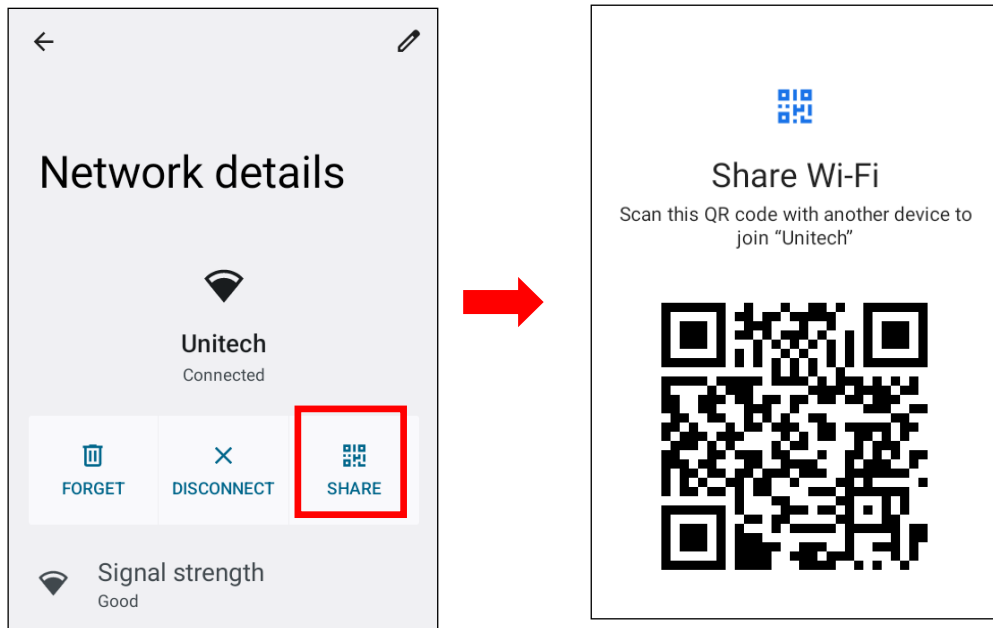 Network details
Unitech
Connected
FORGET
DISCONNECT
SHARE
Signal strength
Good
Share Wi-Fi
Scan this QR code with another device to
join “Unitech”